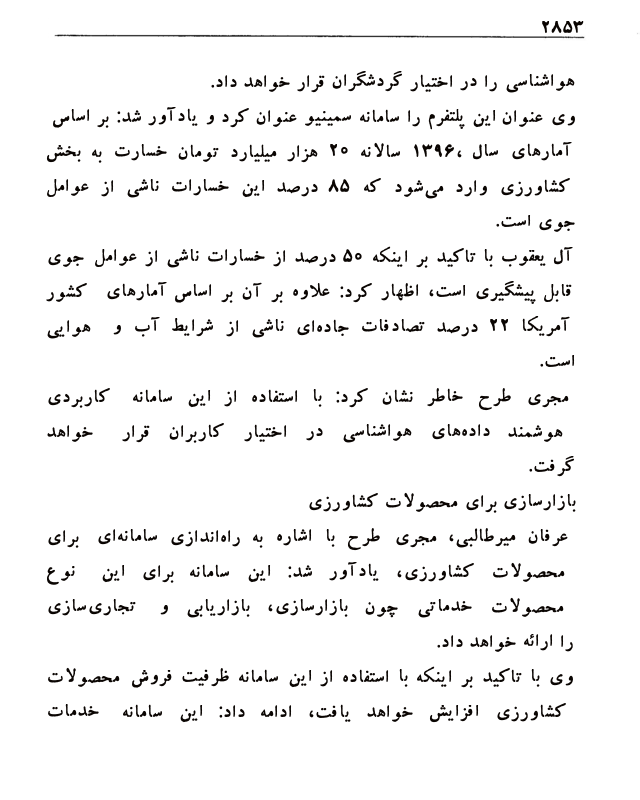 ۲۸۵۳
هواشناسی را در اختیار گردشگران قرار خواهد داد.
وی عنوان این پلتفرم را سامانه سمینیو عنوان کرد و یادآور شد: بر اساس
آمارهای سال ،۱۳۹۶ سالانه ۲۰ هزار میلیارد تومان خسارت به بخش
کشاورزی وارد می‌شود که ۸۵ درصد این خسارات ناشی از عوامل
جوی است.
آل یعقوب با تاکید بر اینکه ۵۰ درصد از خسارات ناشی از عوامل جوی
قابل پیشگیری است، اظهار کرد: علاوه بر آن بر اساس آمارهای کشور
آمریکا ۲۲ درصد تصادفات جاده‌ای ناشی از شرایط آب و هوایی
است.
مجری طرح خاطر نشان کرد: با استفاده از این سامانه کاربردی
هوشمند داده‌های هواشناسی در اختیار کاربران قرار خواهد
گرفت.
بازارسازی برای محصولات کشاورزی
عرفان میرطالبی، مجری طرح با اشاره به راه‌اندازی سامانه‌ای برای
محصولات کشاورزی، یادآور شد: این سامانه برای این نوع
محصولات خدماتی چون بازارسازی، بازاریابی و تجاری‌سازی
را ارائه خواهد داد.
وی با تاکید بر اینکه با استفاده از این سامانه ظرفیت فروش محصولات
کشاورزی افزایش خواهد یافت، ادامه داد: این سامانه خدمات